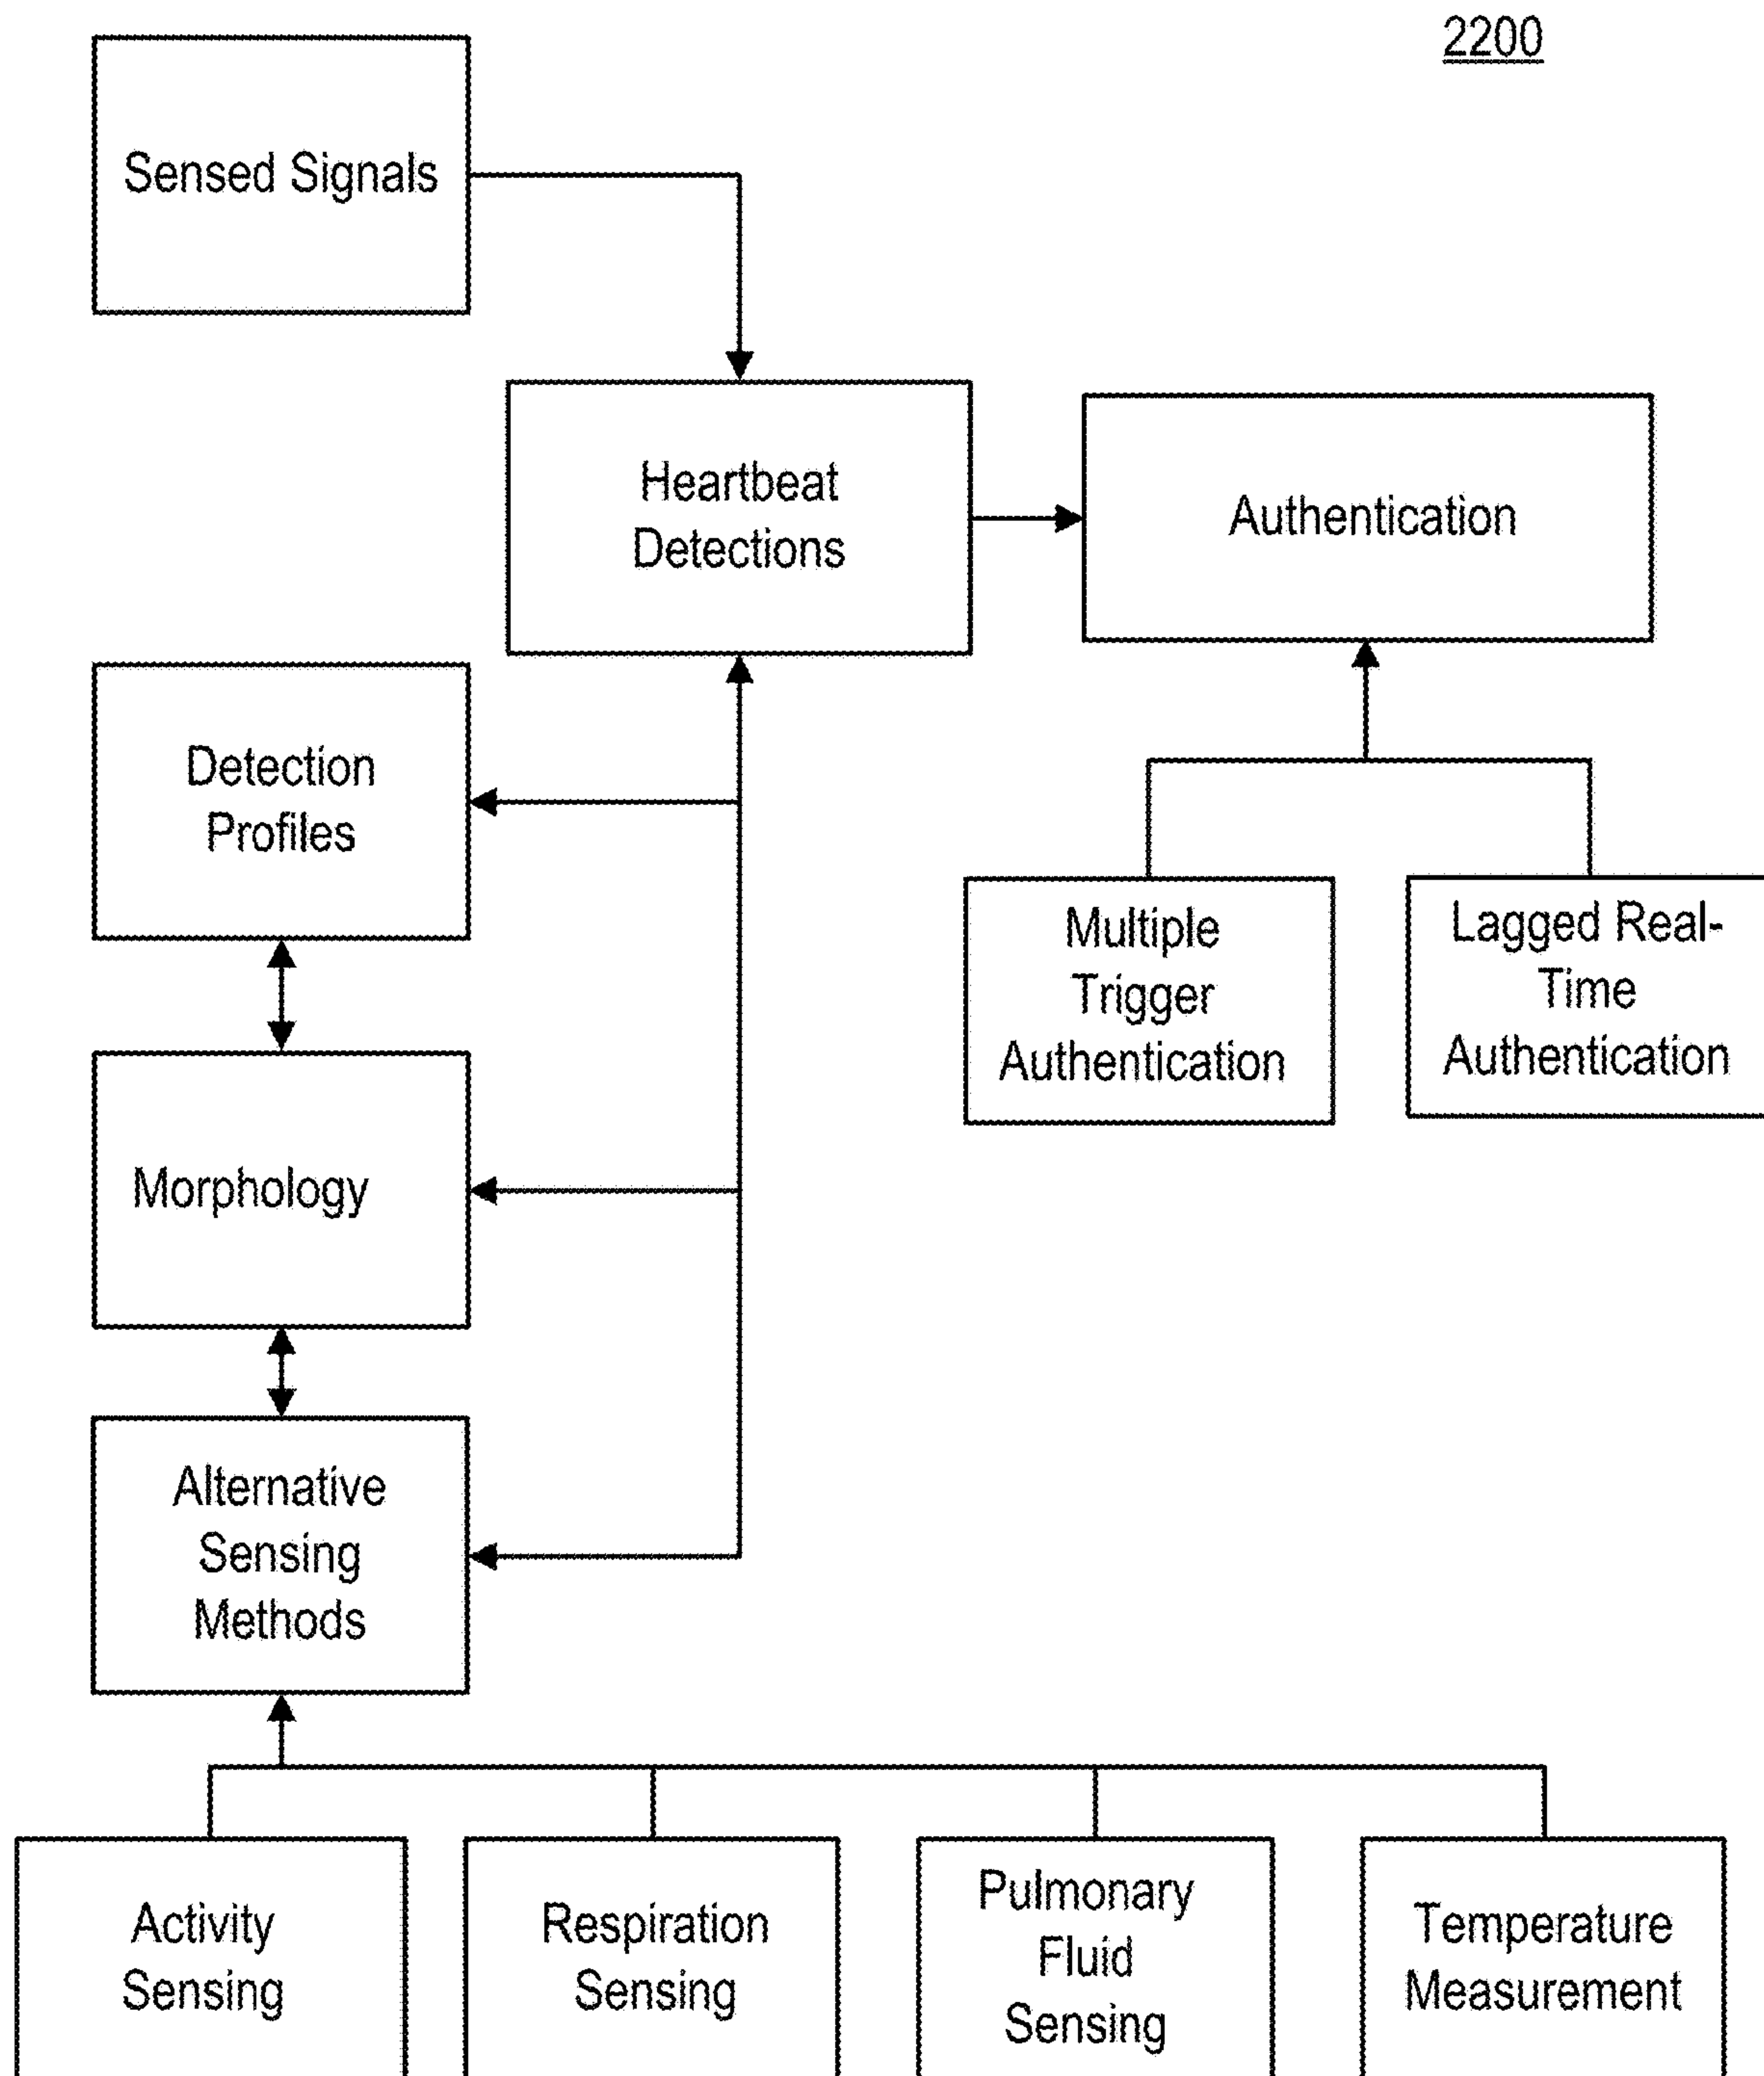 2200
Sensed Signals
Heartbeat
Detections
Authentication
Detection
Profiles
Multiple
Trigger
Authentication
Lagged Real-
Time
Authentication
Morphology
Alternative
Sensing
Methods
Activity
Sensing
Respiration
Sensing
Pulmonary
Fluid
Sensing
Temperature
Measurement